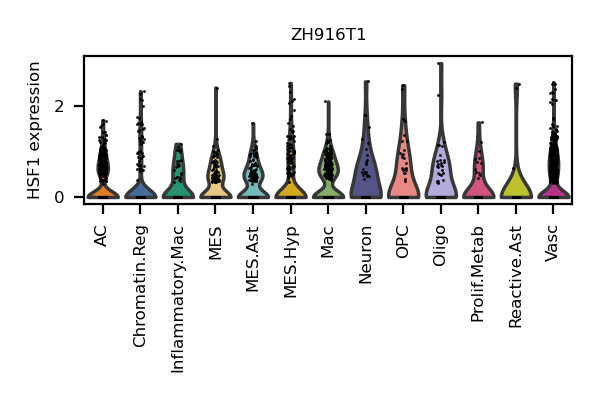 ZH916T1
HSF1 expression
2
0
AC
Chromatin.Reg
Inflammatory.Mac
MES
MES.Ast
MES.Hyp
Mac
Neuron
OPC
Oligo
Prolif.Metab
Reactive.Ast
Vasc